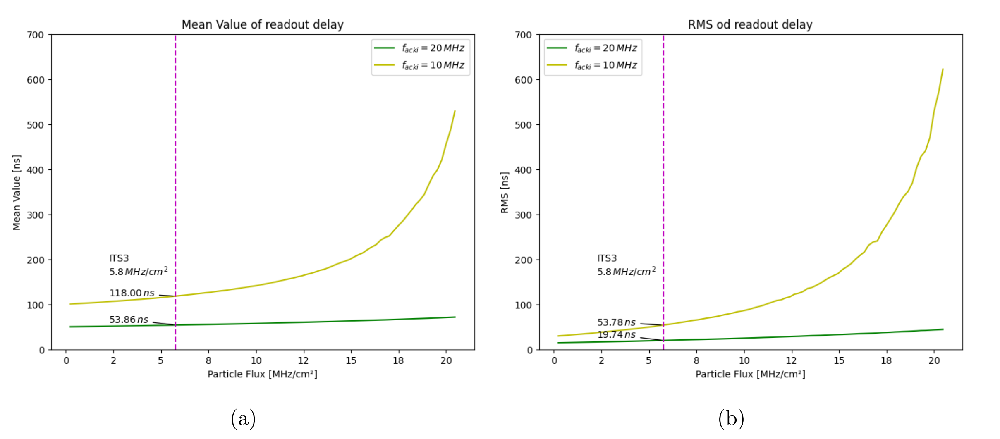 Mean Value of readout delay
700
600
500
400
300
200
100
0
Mean Value [ns]
f_acki = 20 MHz
f_acki = 10 MHz
ITS3
5.8 MHz/cm²
118.00 ns
53.86 ns
0 2 5 8 10 12 15 18 20
Particle Flux [MHz/cm²]
(a)
RMS od readout delay
700
600
500
400
300
200
100
0
RMS [ns]
f_acki = 20 MHz
f_acki = 10 MHz
ITS3
5.8 MHz/cm²
53.78 ns
19.74 ns
0 2 5 8 10 12 15 18 20
Particle Flux [MHz/cm²]
(b)